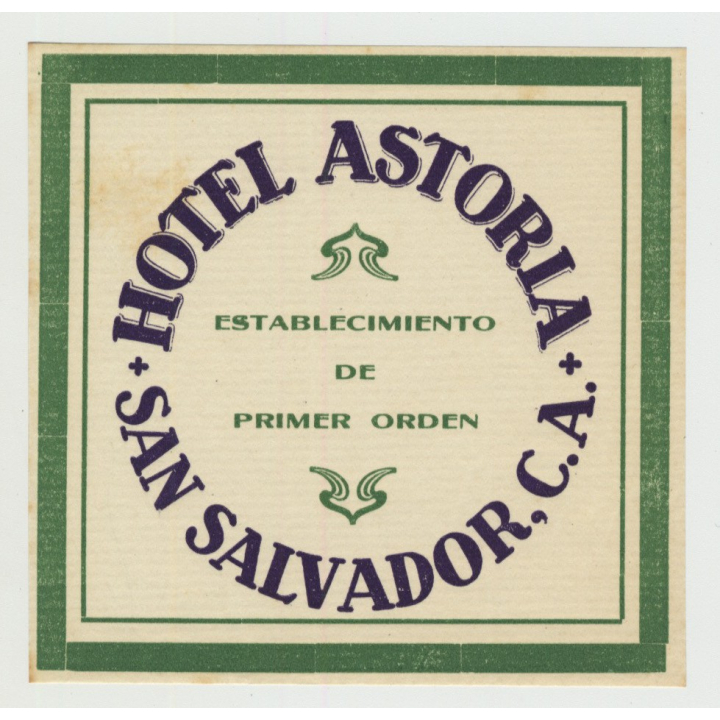 HOTEL ASTORIA
ESTABLECIMIENTO
DE
PRIMER ORDEN
SAN SALVADOR, C.A.